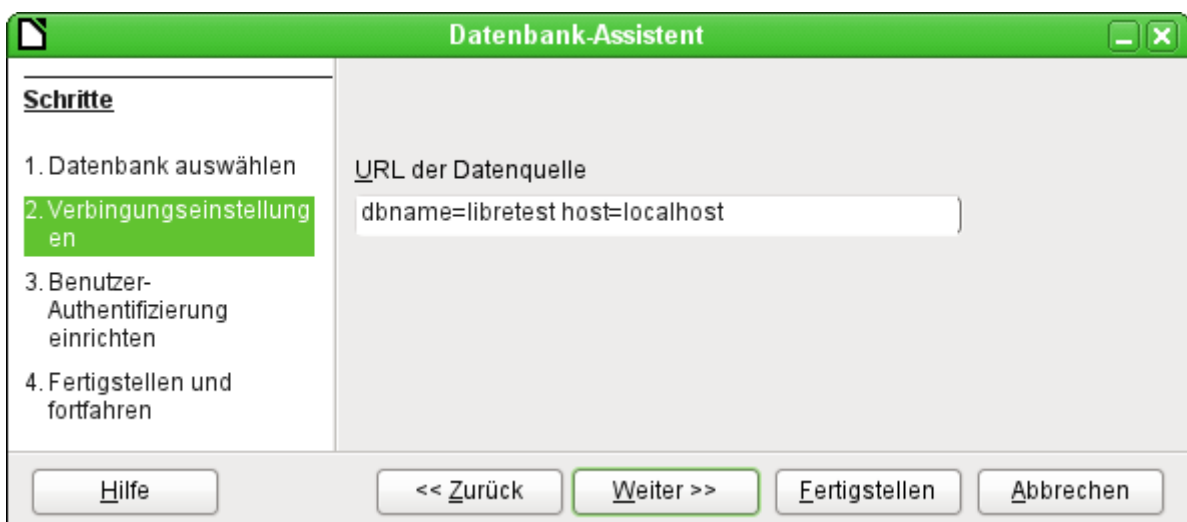 Datenbank-Assistent
Schritte
1. Datenbank auswählen
2. Verbingungseinstellung
en
3. Benutzer-
Authentifizierung
einrichten
4. Fertigstellen und
fortfahren
URL der Datenquelle
dbname=libretest host=localhost
Hilfe
<< Zurück
Weiter >>
Fertigstellen
Abbrechen